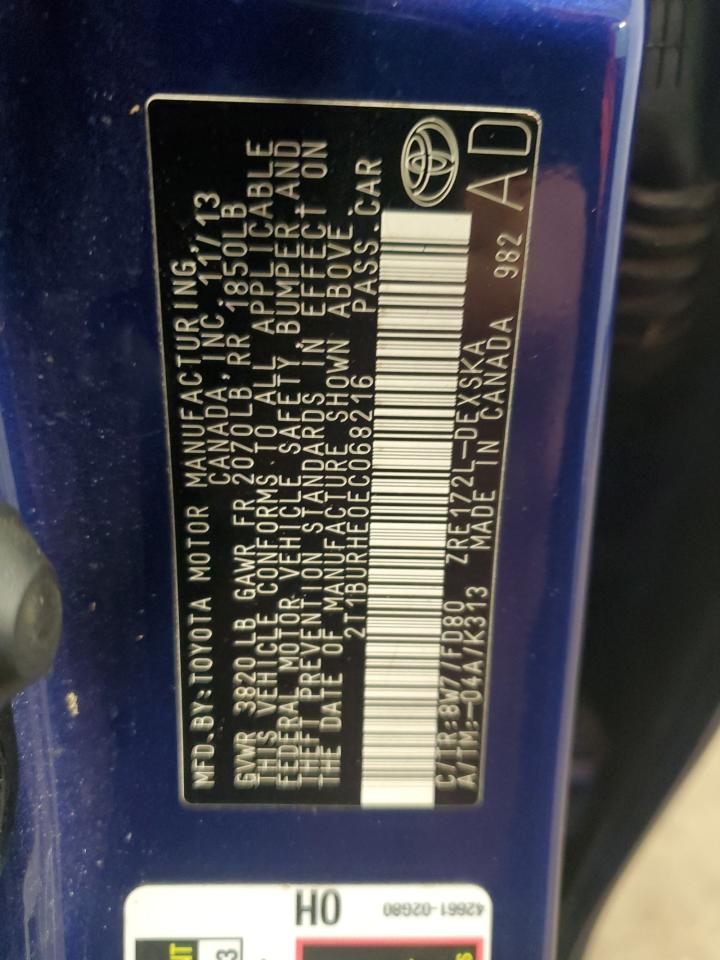 MFD.BY:TOYOTA MOTOR MANUFACTURING,
CANADA, INC. 11/13
GVWR 3820LB GAWR FR 2070LB, RR 1850LB
THIS VEHICLE CONFORMS TO ALL APPLICABLE
FEDERAL MOTOR VEHICLE SAFETY, BUMPER, AND
THEFT PREVENTION STANDARDS IN EFFECT ON
THE DATE OF MANUFACTURE SHOWN ABOVE.
2T1BURHE0EC068216 PASS.CAR
C/TR:8W7/FD80 ZRE172L-DEXSKA
A/TM:-04A/K313 MADE IN CANADA 982
AD
OH
42661-02G80